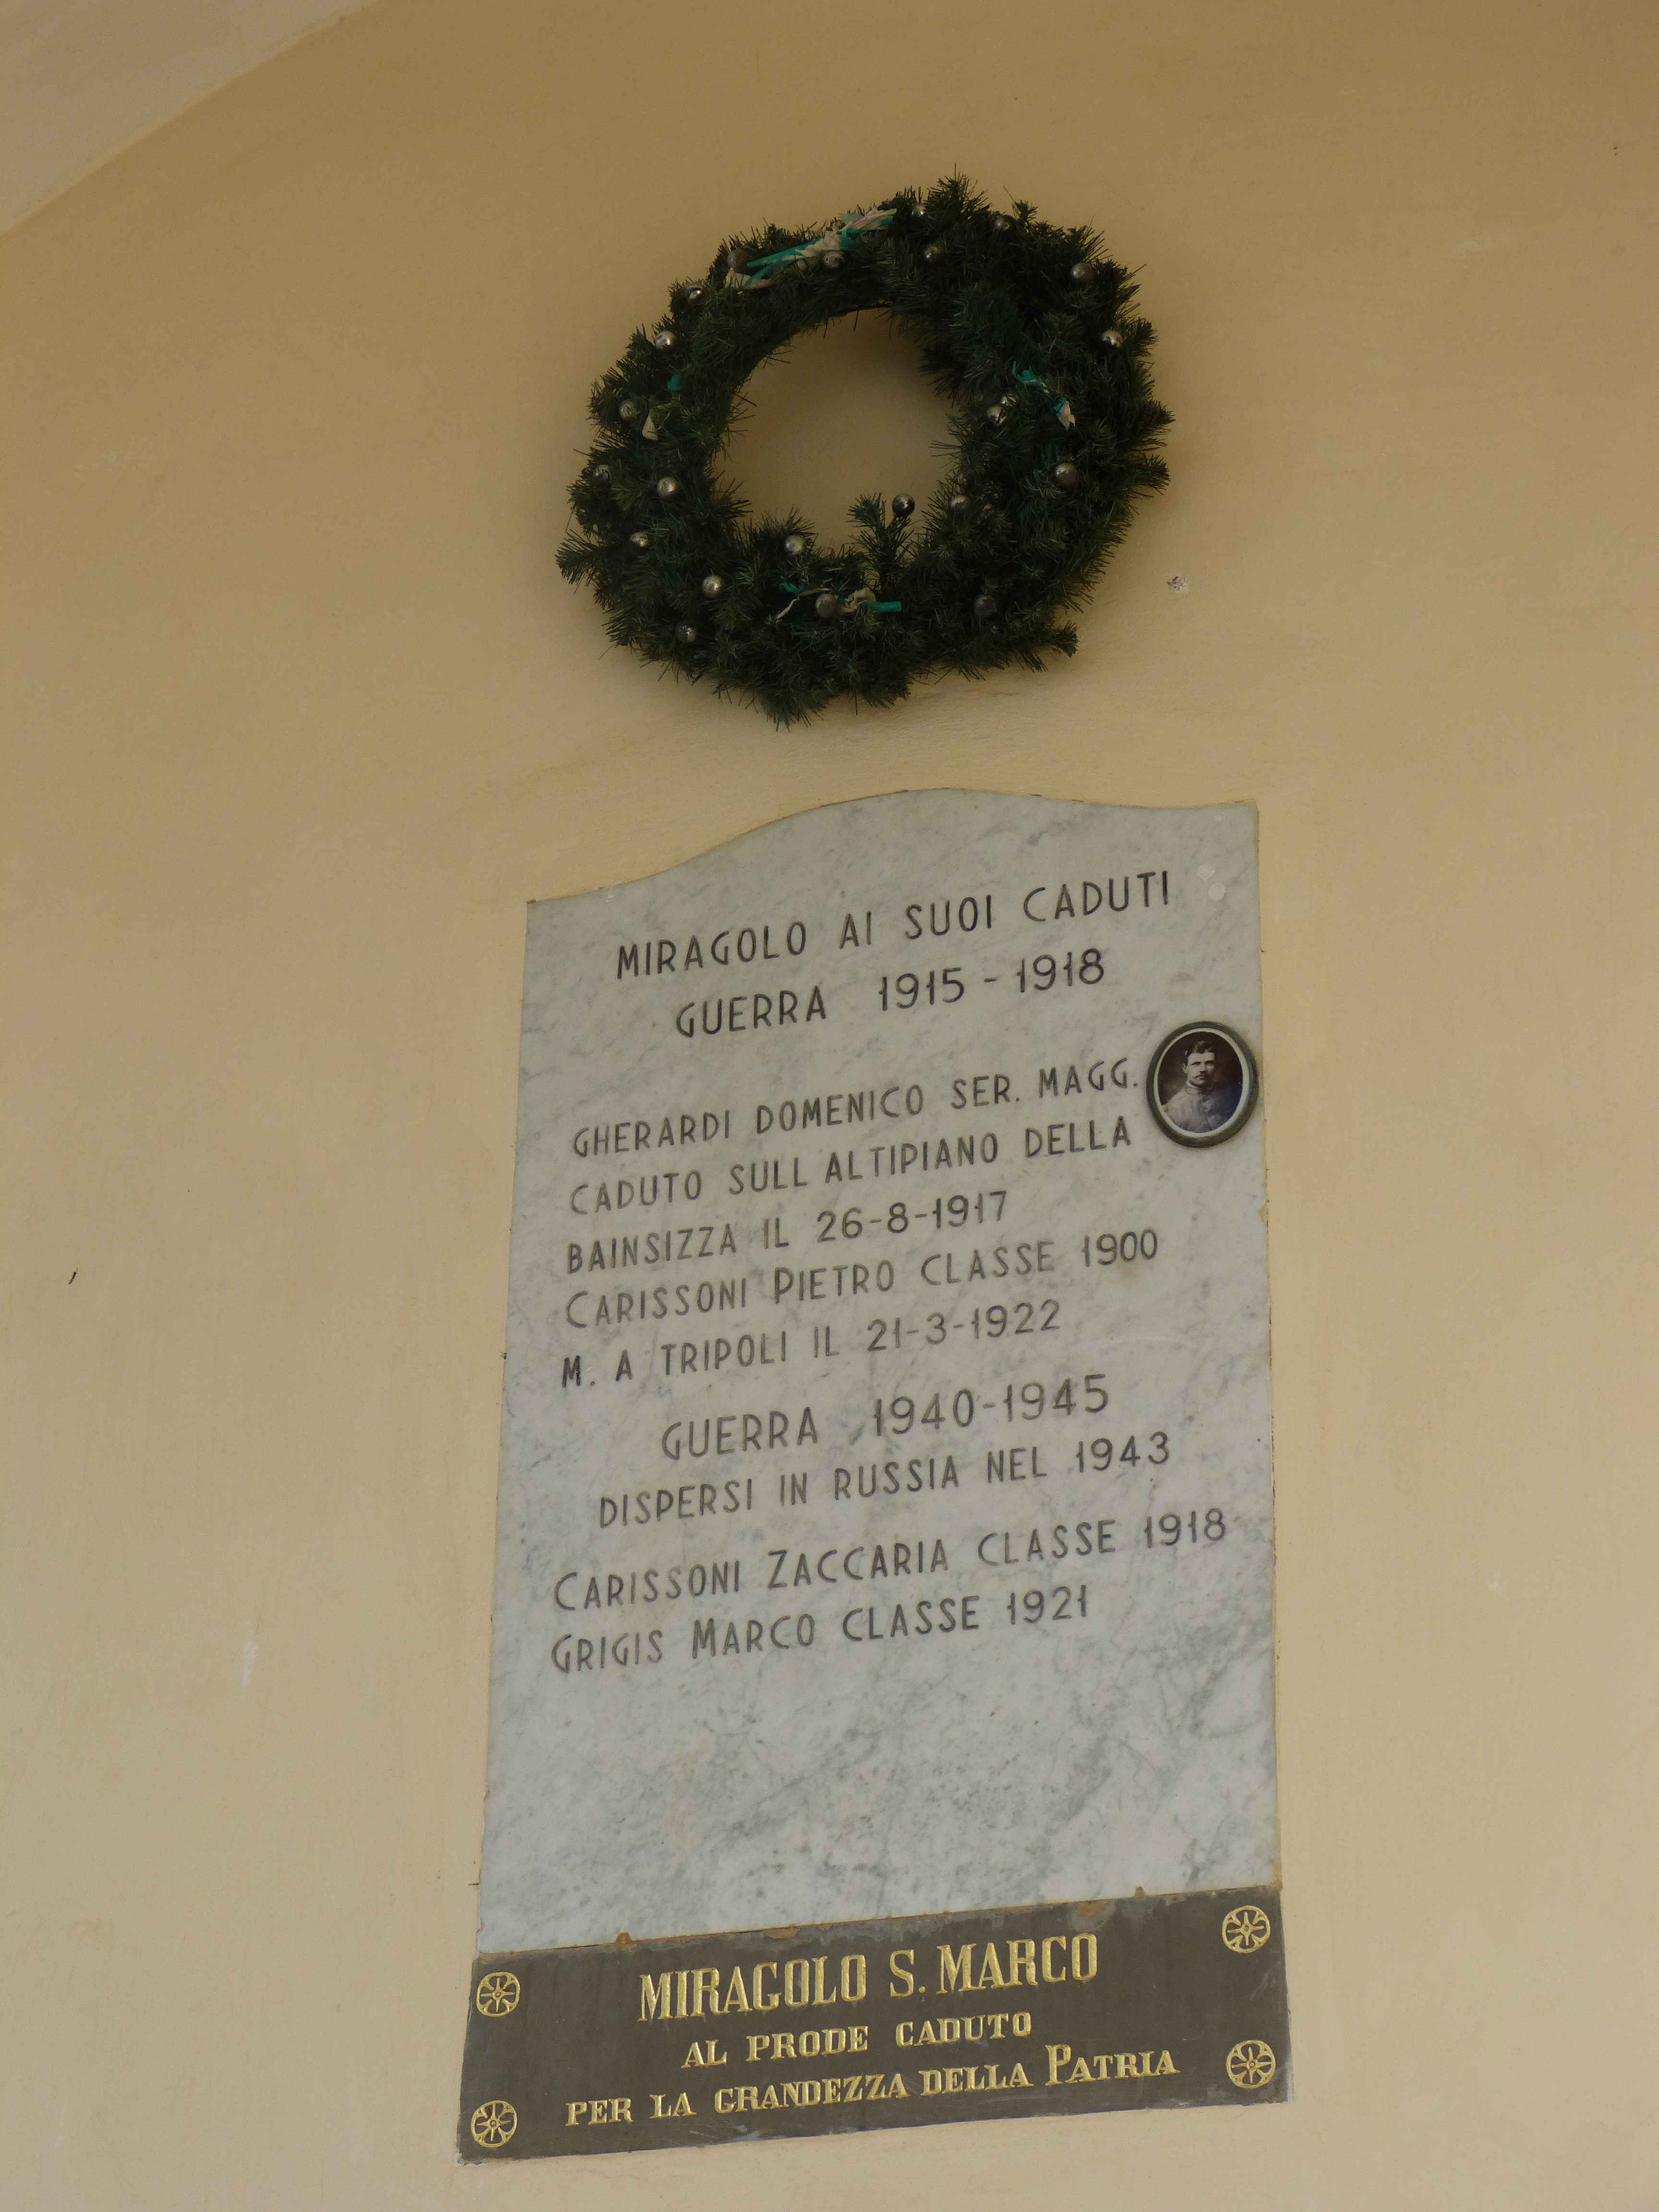 MIRAGOLO AI SUOI CADUTI
GUERRA 1915 - 1918
GHERARDI DOMENICO SER. MAGG.
CADUTO SULL ALTIPIANO DELLA
BAINSIZZA IL 26-8-1917
CARISSONI PIETRO CLASSE 1900
M. A TRIPOLI IL 21-3-1922
GUERRA 1940-1945
DISPERSI IN RUSSIA NEL 1943
CARISSONI ZACCARIA CLASSE 1918
GRIGIS MARCO CLASSE 1921
MIRAGOLO S. MARCO
AL PRODE CADUTO
PER LA GRANDEZZA DELLA PATRIA